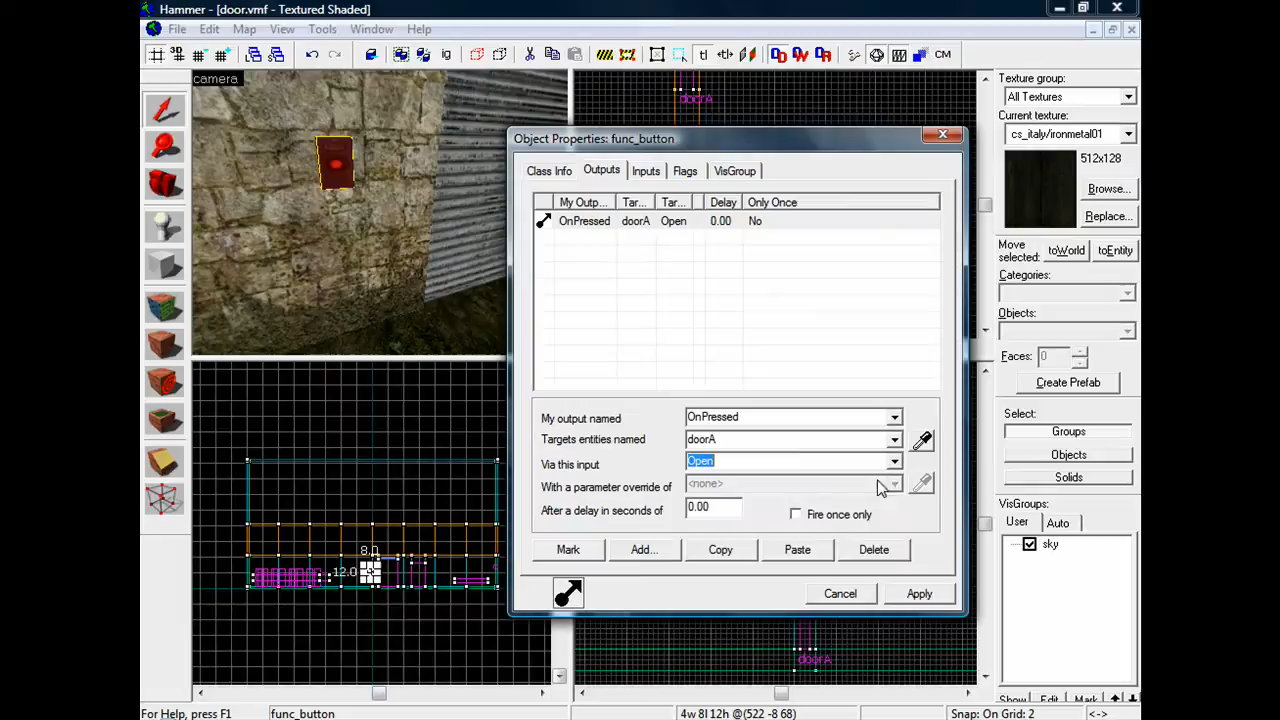 Hammer - [door.vmf - Textured Shaded]
File Edit Map View Tools Window Help
3D
ig
tl
CM
camera
doorA
Object Properties: func_button
Class Info Outputs Inputs Flags VisGroup
My Outp... Tar... Tar... Delay Only Once
OnPressed doorA Open 0.00 No
My output named OnPressed
Targets entities named doorA
Via this input Open
With a parameter override of <none>
After a delay in seconds of 0.00 Fire once only
Mark Add... Copy Paste Delete
Cancel Apply
8.0
12.0
doorA
Texture group:
All Textures
Current texture:
cs_italy/ironmetal01
512x128
Browse...
Replace...
Move selected: toWorld toEntity
Categories:
Objects:
Faces: 0
Create Prefab
Select:
Groups
Objects
Solids
VisGroups:
User Auto
sky
Show Edit Mark
For Help, press F1 func_button 4w 8l 12h @(522 -8 68) Snap: On Grid: 2 <->